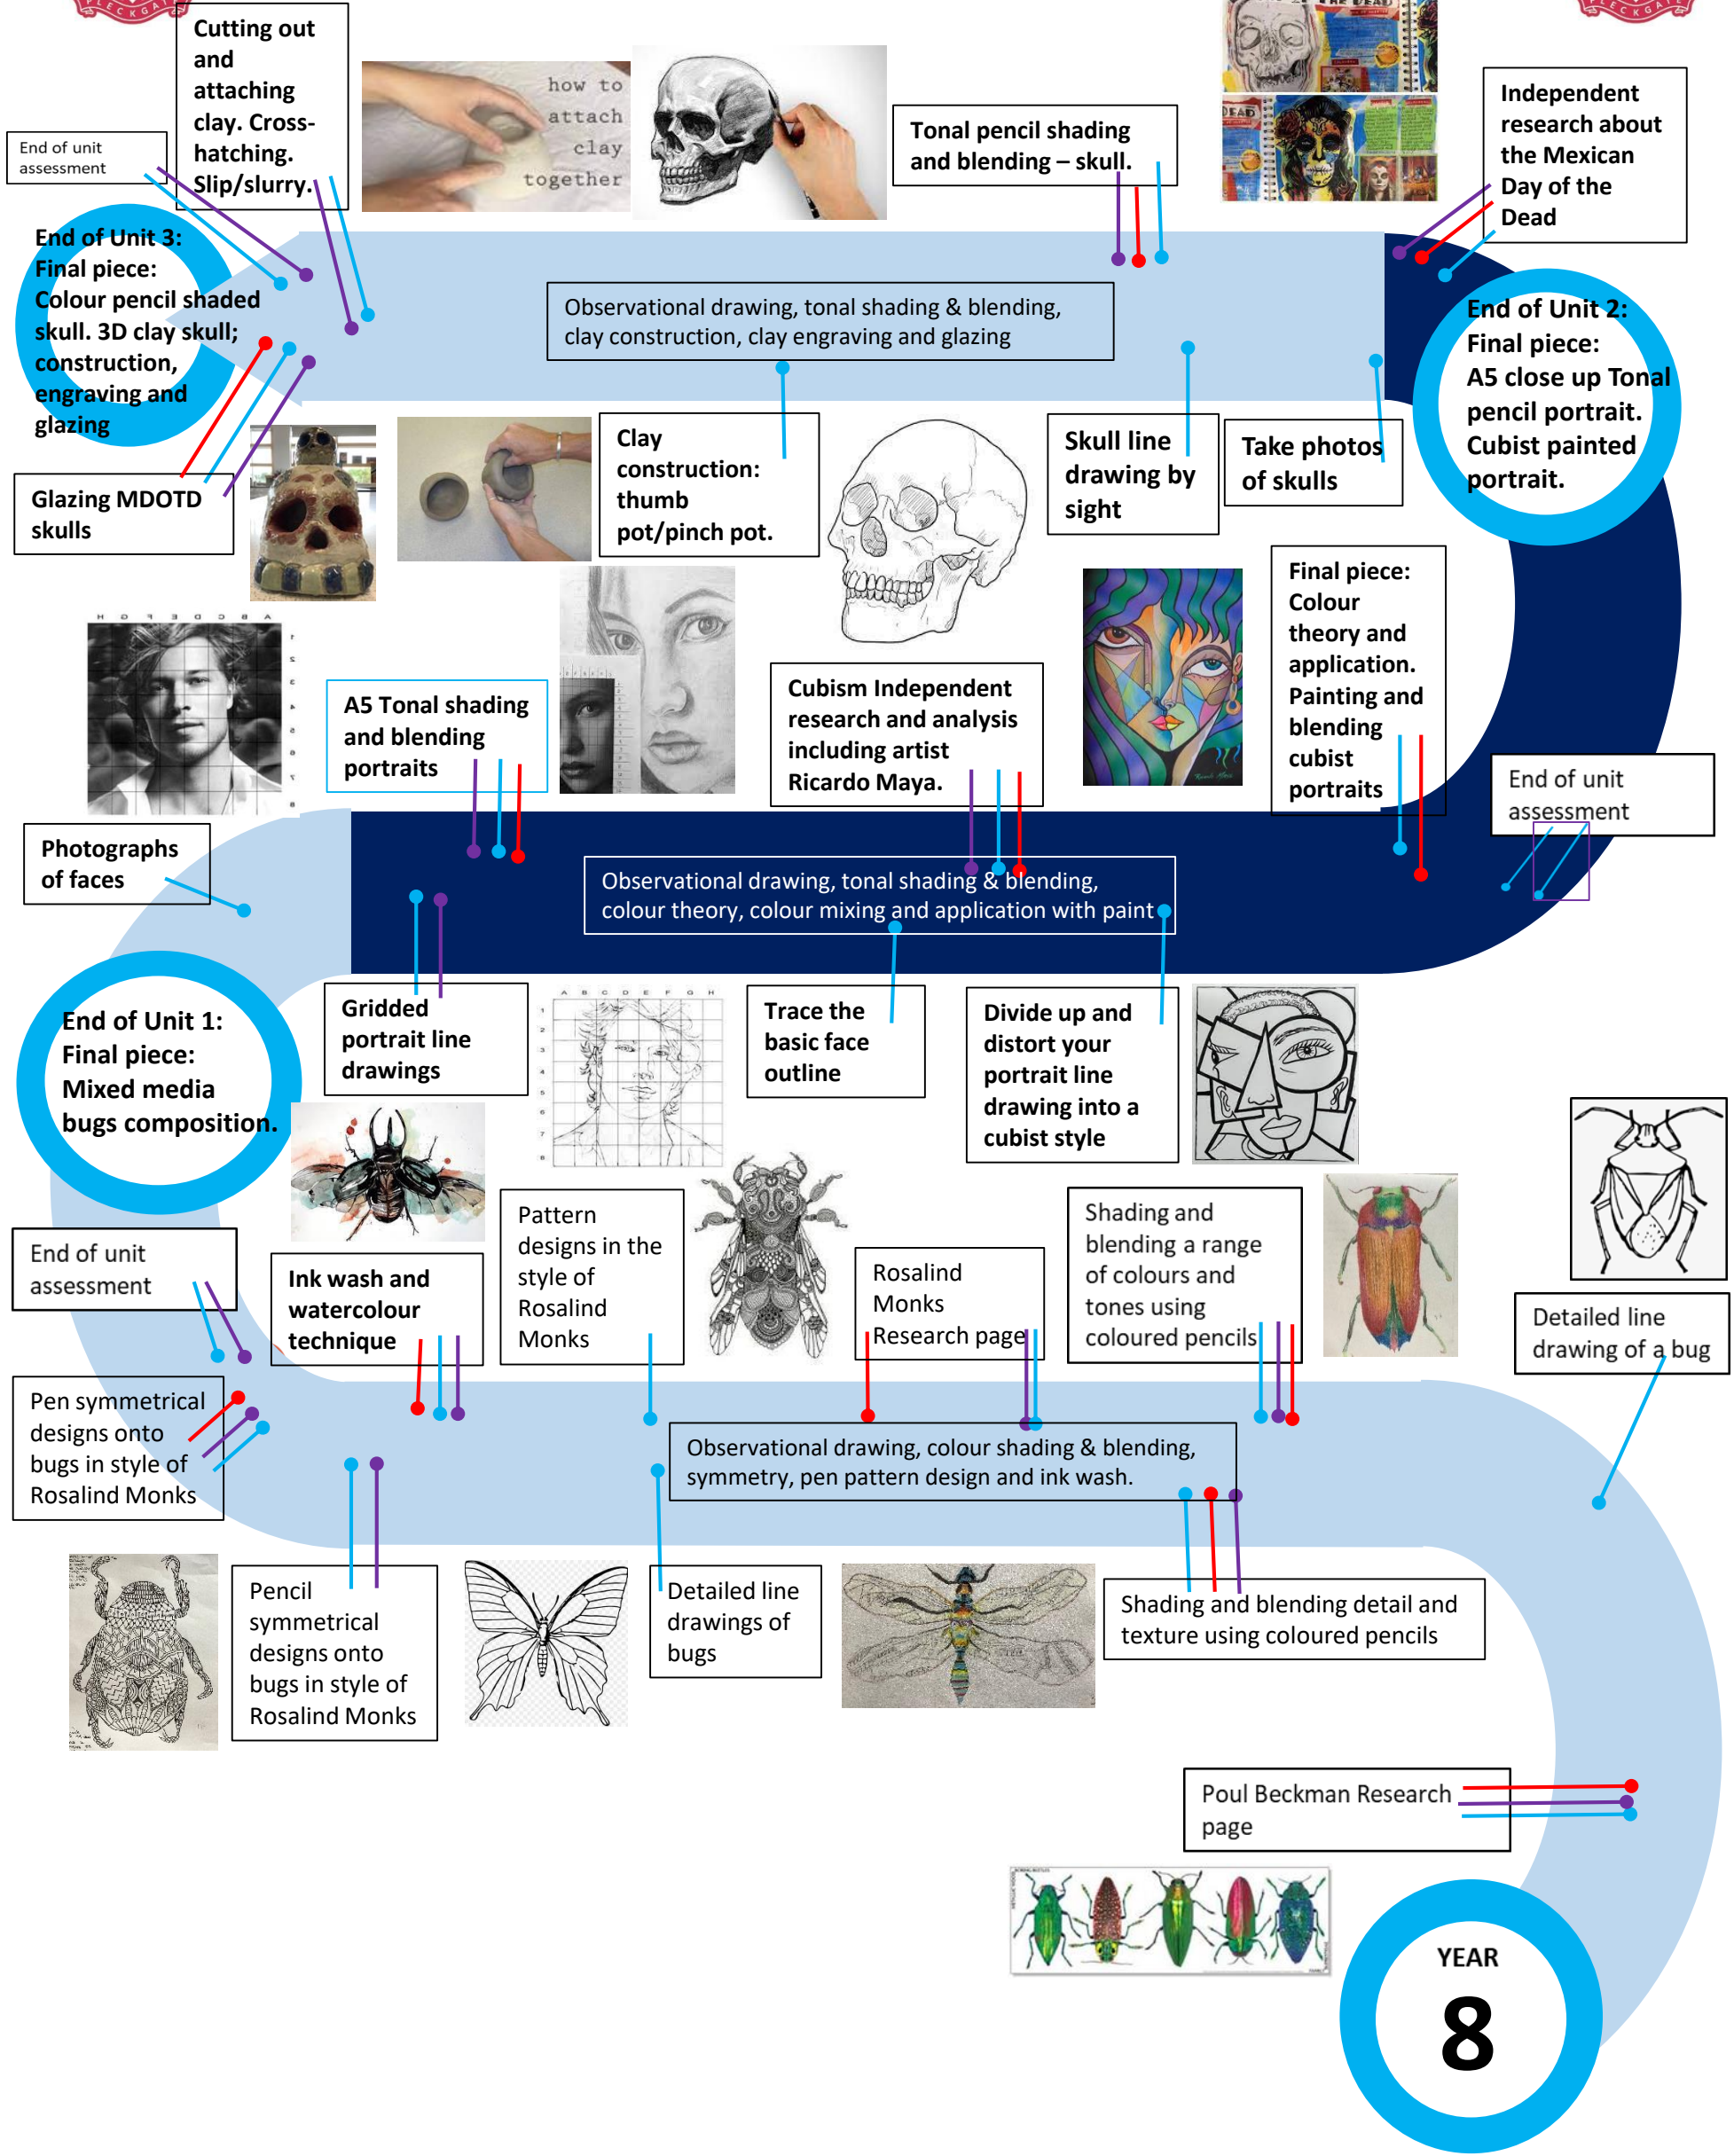 PLECKGATE
PLECKGATE
Cutting out
and
attaching
clay. Cross-
hatching.
Slip/slurry.
how to
attach
clay
together
THE DEAD
Independent
research about
the Mexican
Day of the
Dead
Tonal pencil shading
and blending – skull.
End of unit
assessment
DEAD
End of Unit 3:
Final piece:
Colour pencil shaded
skull. 3D clay skull;
construction,
engraving and
glazing
Observational drawing, tonal shading & blending,
clay construction, clay engraving and glazing
End of Unit 2:
Final piece:
A5 close up Tonal
pencil portrait.
Cubist painted
portrait.
Glazing MDOTD
skulls
Clay
construction:
thumb
pot/pinch pot.
Skull line
drawing by
sight
Take photos
of skulls
Final piece:
Colour
theory and
application.
Painting and
blending
cubist
portraits
A5 Tonal shading
and blending
portraits
Cubism Independent
research and analysis
including artist
Ricardo Maya.
End of unit
assessment
Photographs
of faces
Observational drawing, tonal shading & blending,
colour theory, colour mixing and application with paint
End of Unit 1:
Final piece:
Mixed media
bugs composition.
Gridded
portrait line
drawings
A B C D E F G H
1
2
3
4
5
6
7
8
Trace the
basic face
outline
Divide up and
distort your
portrait line
drawing into a
cubist style
End of unit
assessment
Ink wash and
watercolour
technique
Pattern
designs in the
style of
Rosalind
Monks
Rosalind
Monks
Research page
Shading and
blending a range
of colours and
tones using
coloured pencils
Detailed line
drawing of a bug
Pen symmetrical
designs onto
bugs in style of
Rosalind Monks
Observational drawing, colour shading & blending,
symmetry, pen pattern design and ink wash.
Pencil
symmetrical
designs onto
bugs in style of
Rosalind Monks
Detailed line
drawings of
bugs
Shading and blending detail and
texture using coloured pencils
Poul Beckman Research
page
YEAR
8